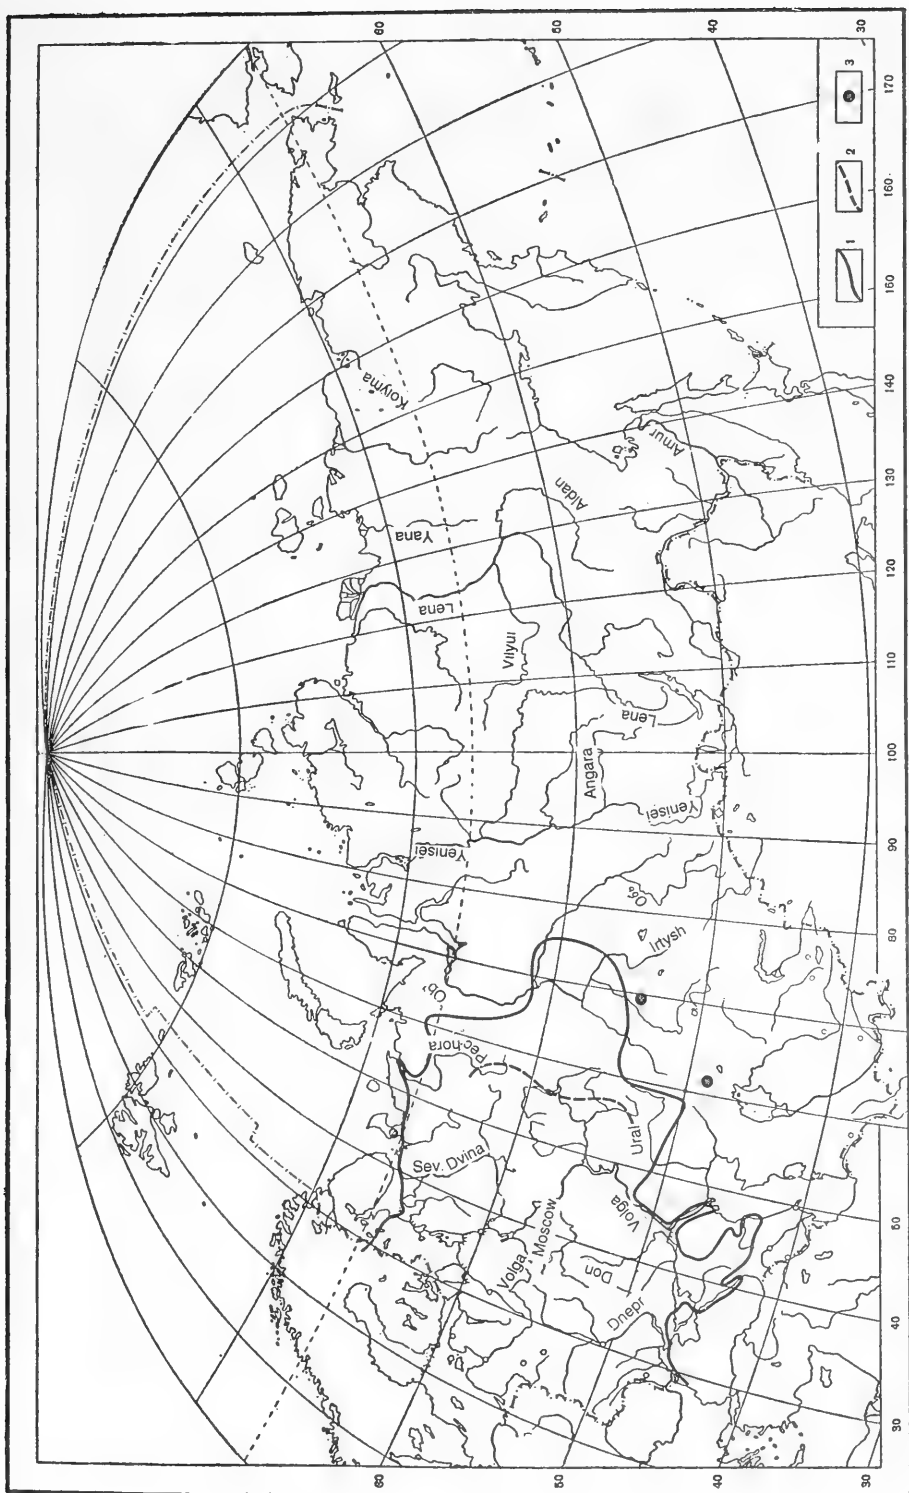 60
50
40
30
60
50
40
30
30
40
50
80
90
100
110
120
130
140
150
160
170
1
2
3
Kolyma
Amur
Aldan
Yana
Lena
Vilyui
Lena
Angara
Yenisei
Yenisei
Ob'
Irtysh
Ob'
Pechora
Ural
Sev. Dvina
Volga
Moscow
Volga
Don
Dnepr